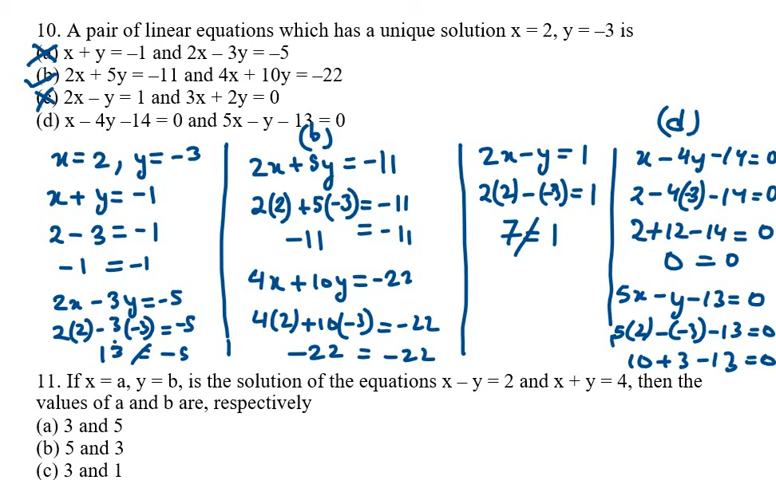 10. A pair of linear equations which has a unique solution x = 2, y = –3 is
(a) x + y = –1 and 2x – 3y = –5
(b) 2x + 5y = –11 and 4x + 10y = –22
(c) 2x – y = 1 and 3x + 2y = 0
(d) x – 4y –14 = 0 and 5x – y – 13 = 0
x = 2, y = -3
x + y = -1
2 - 3 = -1
-1 = -1
2x - 3y = -5
2(2) - 3(-3) = -5
13 ≠ -5
(b)
2x + 5y = -11
2(2) + 5(-3) = -11
-11 = -11
4x + 10y = -22
4(2) + 10(-3) = -22
-22 = -22
2x - y = 1
2(2) - (-3) = 1
7 ≠ 1
(d)
x - 4y - 14 = 0
2 - 4(-3) - 14 = 0
2 + 12 - 14 = 0
0 = 0
5x - y - 13 = 0
5(2) - (-3) - 13 = 0
10 + 3 - 13 = 0
11. If x = a, y = b, is the solution of the equations x – y = 2 and x + y = 4, then the
values of a and b are, respectively
(a) 3 and 5
(b) 5 and 3
(c) 3 and 1